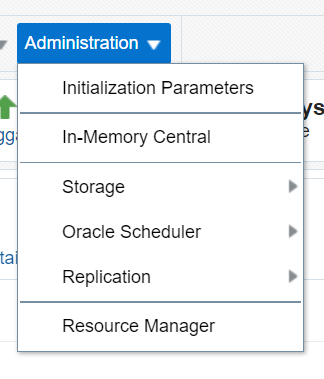 Administration
Initialization Parameters
In-Memory Central
Storage
Oracle Scheduler
Replication
Resource Manager